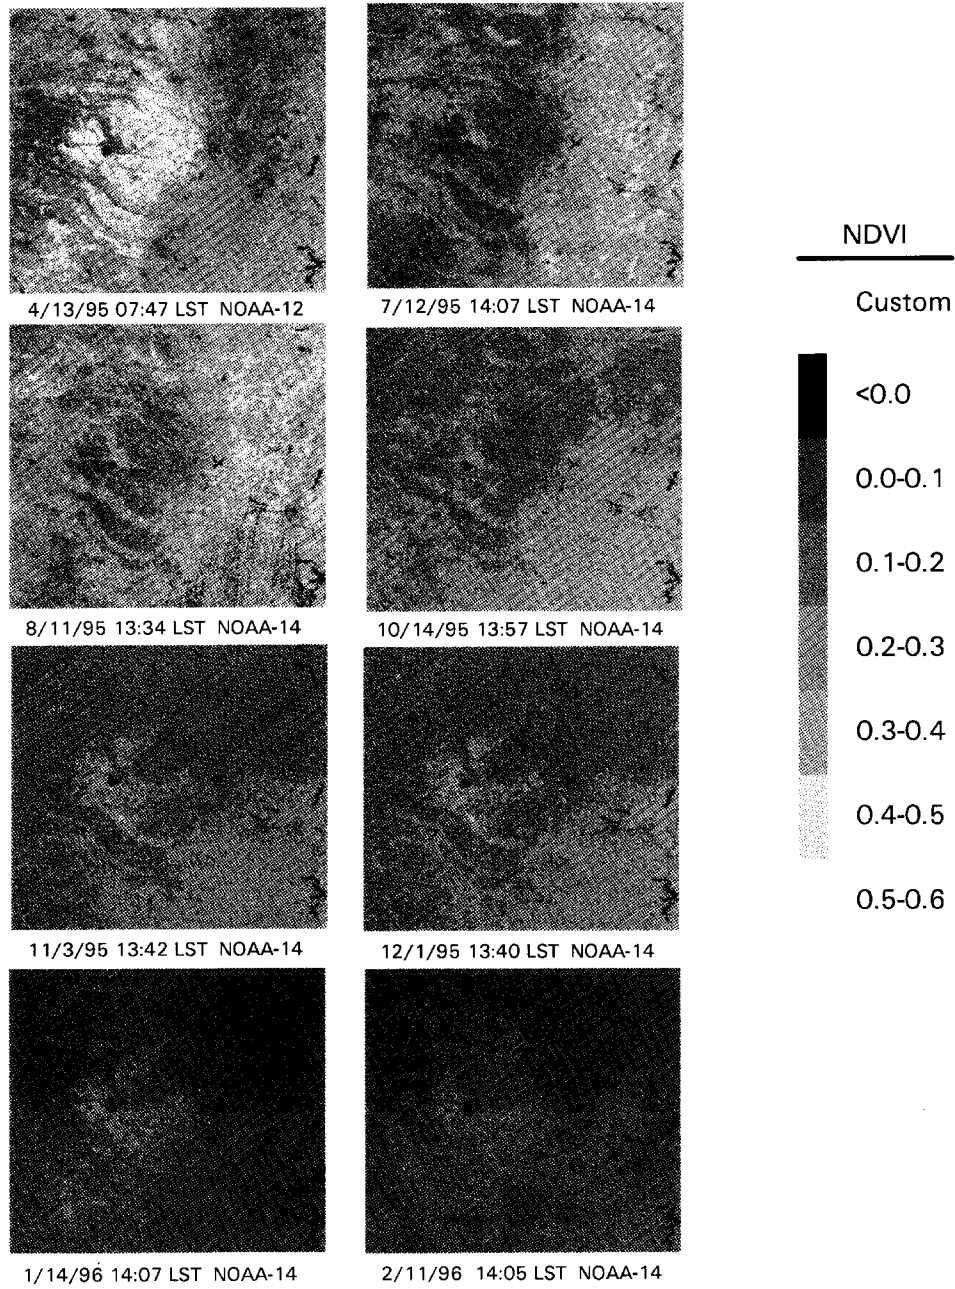 4/13/95 07:47 LST NOAA-12
7/12/95 14:07 LST NOAA-14
8/11/95 13:34 LST NOAA-14
10/14/95 13:57 LST NOAA-14
11/3/95 13:42 LST NOAA-14
12/1/95 13:40 LST NOAA-14
1/14/96 14:07 LST NOAA-14
2/11/96 14:05 LST NOAA-14
NDVI
Custom
<0.0
0.0-0.1
0.1-0.2
0.2-0.3
0.3-0.4
0.4-0.5
0.5-0.6